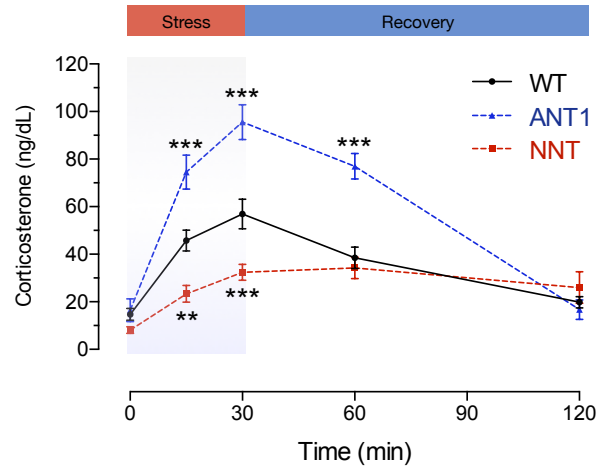 Stress Recovery
120
100
80
60
40
20
0
Corticosterone (ng/dL)
WT
ANT1
NNT
***
***
***
**
***
0 30 60 90 120
Time (min)